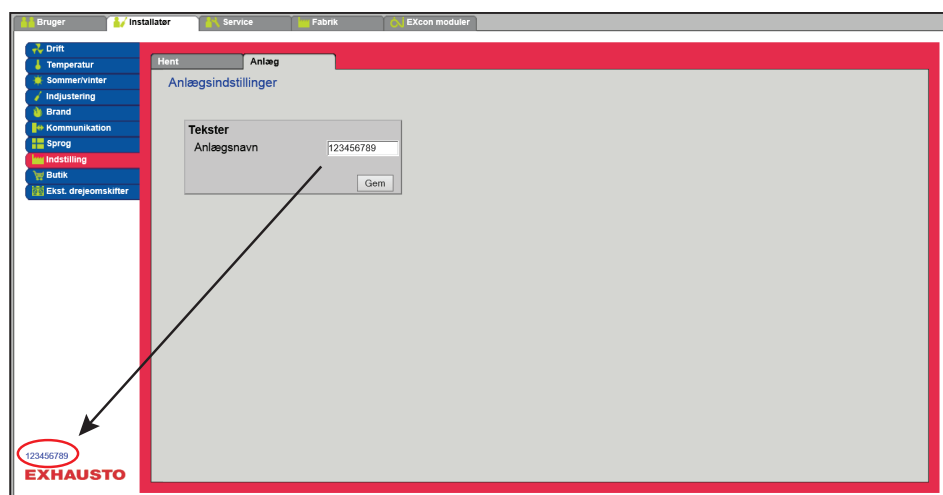 Bruger
Installatør
Service
Fabrik
EXcon moduler
Drift
Temperatur
Sommer/vinter
Indjustering
Brand
Kommunikation
Sprog
Indstilling
Butik
Ekst. drejeomskifter
Hent
Anlæg
Anlægsindstillinger
Tekster
Anlægsnavn 123456789
Gem
123456789
EXHAUSTO